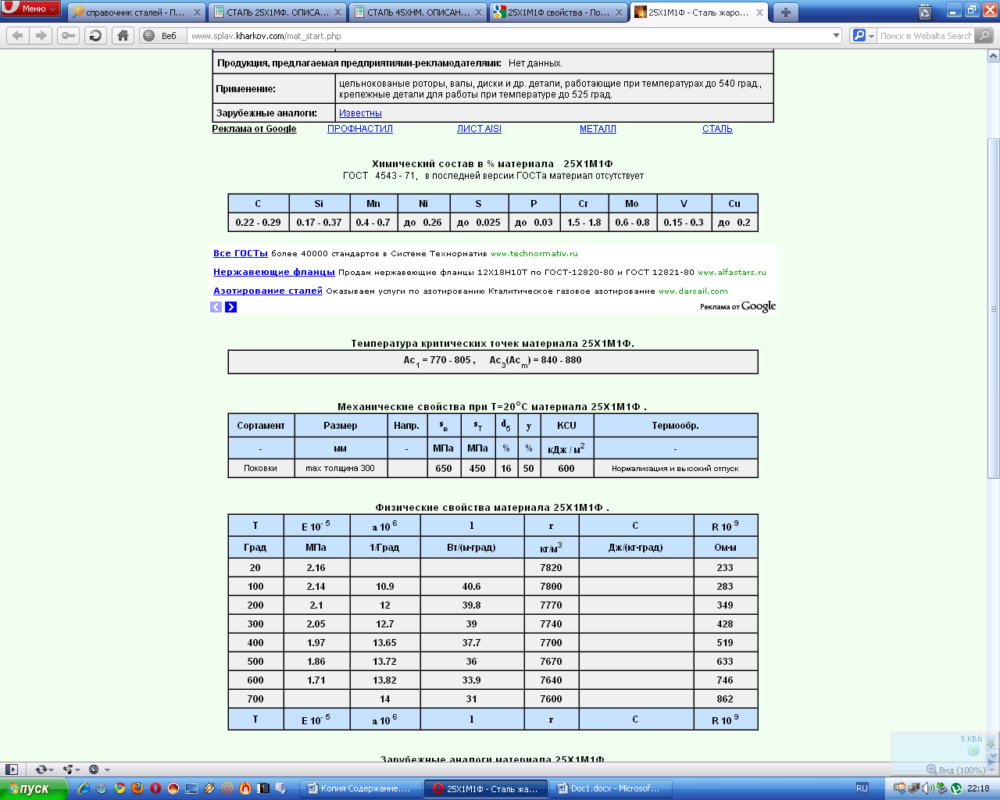 Меню
справочник сталей - П...
СТАЛЬ 25Х1МФ. ОПИСА...
СТАЛЬ 45ХНМ. ОПИСАН...
25Х1М1Ф свойства - По...
25Х1М1Ф - Сталь жаро...
Веб www.splav.kharkov.com/mat_start.php Поиск в Webalta Search
Продукция, предлагаемая предприятиями-рекламодателями: Нет данных.
Применение: цельнокованые роторы, валы, диски и др. детали, работающие при температурах до 540 град.,
крепежные детали для работы при температуре до 525 град.
Зарубежные аналоги: Известны
Реклама от Google ПРОФНАСТИЛ ЛИСТ AISI МЕТАЛЛ СТАЛЬ
Химический состав в % материала 25Х1М1Ф
ГОСТ 4543 - 71, в последней версии ГОСТа материал отсутствует
C Si Mn Ni S P Cr Mo V Cu
0.22 - 0.29 0.17 - 0.37 0.4 - 0.7 до 0.26 до 0.025 до 0.03 1.5 - 1.8 0.6 - 0.8 0.15 - 0.3 до 0.2
Все ГОСТы более 40000 стандартов в Системе Технорматив www.technormativ.ru
Нержавеющие фланцы Продам нержавеющие фланцы 12Х18Н10Т по ГОСТ-12820-80 и ГОСТ 12821-80 www.alfastars.ru
Азотирование сталей Оказываем услуги по азотированию Kталитическое газовое азотирование www.darsail.com
Реклама от Google
Температура критических точек материала 25Х1М1Ф.
Ac1 = 770 - 805 , Ac3(Acm) = 840 - 880
Механические свойства при Т=20°С материала 25Х1М1Ф .
Сортамент Размер Напр. sв sT d5 y KCU Термообр.
- мм - МПа МПа % % кДж / м2 -
Поковки max толщина 300 650 450 16 50 600 Нормализация и высокий отпуск
Физические свойства материала 25Х1М1Ф .
T E 10- 5 a 10 6 l r C R 10 9
Град МПа 1/Град Вт/(м·град) кг/м3 Дж/(кг·град) Ом·м
20 2.16 7820 233
100 2.14 10.9 40.6 7800 283
200 2.1 12 39.8 7770 349
300 2.05 12.7 39 7740 428
400 1.97 13.65 37.7 7700 519
500 1.86 13.72 36 7670 633
600 1.71 13.82 33.9 7640 746
700 14 31 7600 862
T E 10- 5 a 10 6 l r C R 10 9
Зарубежные аналоги материала 25Х1М1Ф
5 KB/s
Вид (100%)
пуск
Копия Содержание....
25Х1М1Ф - Сталь жа...
Doc1.docx - Microsof...
RU
22:18